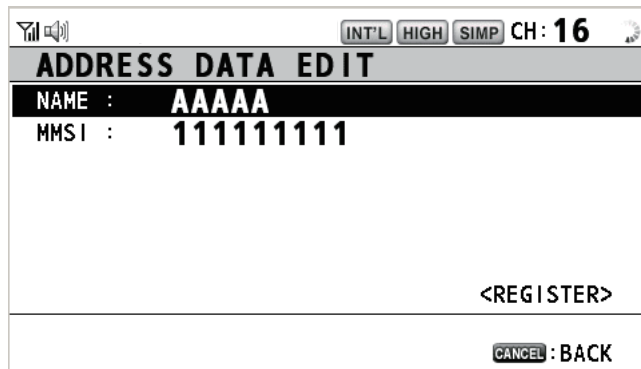 INT'L HIGH SIMP CH: 16
ADDRESS DATA EDIT
NAME : AAAAA
MMSI : 111111111
<REGISTER>
CANCEL : BACK